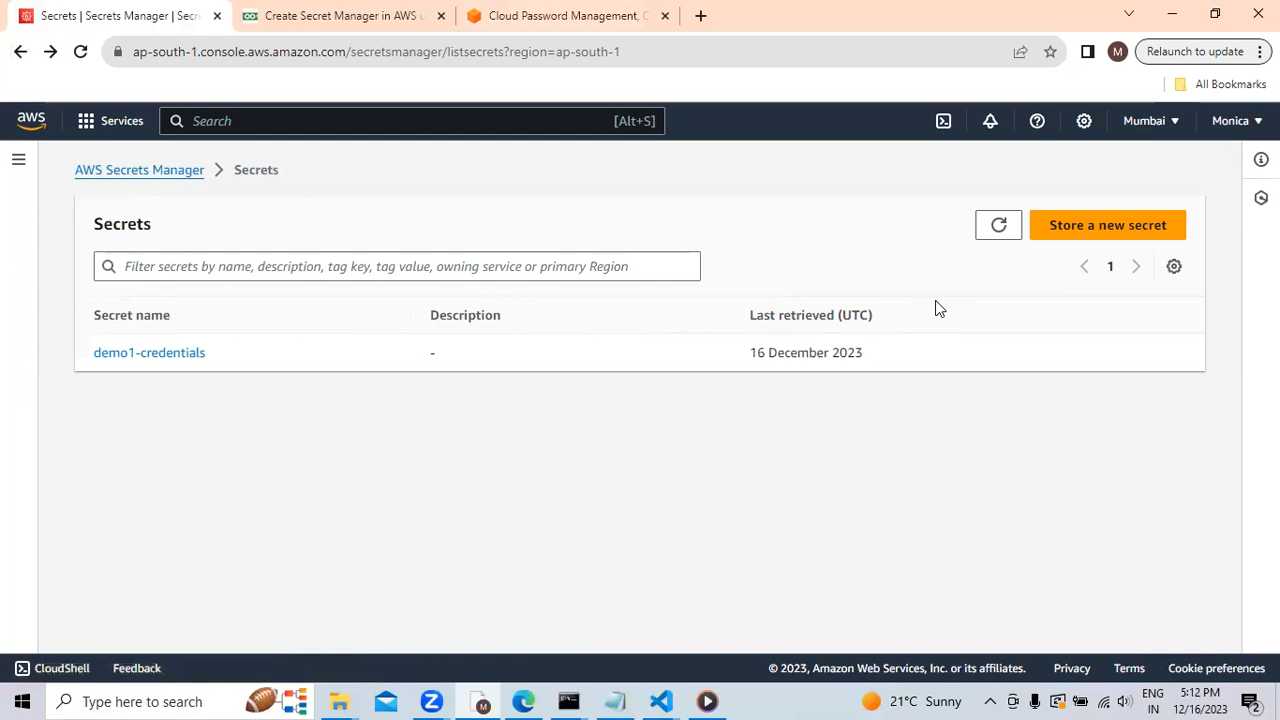 Secrets | Secrets Manager | Secre
Create Secret Manager in AWS u
Cloud Password Management, C
ap-south-1.console.aws.amazon.com/secretsmanager/listsecrets?region=ap-south-1
M
Relaunch to update
All Bookmarks
aws
Services
Search
[Alt+S]
Mumbai
Monica
AWS Secrets Manager
Secrets
Secrets
Store a new secret
Filter secrets by name, description, tag key, tag value, owning service or primary Region
1
Secret name
Description
Last retrieved (UTC)
demo1-credentials
-
16 December 2023
CloudShell
Feedback
© 2023, Amazon Web Services, Inc. or its affiliates.
Privacy
Terms
Cookie preferences
Type here to search
M
21°C Sunny
ENG
IN
5:12 PM
12/16/2023
2